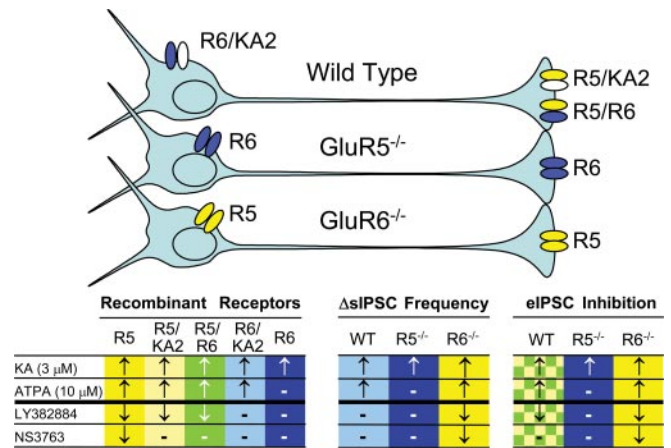 R6/KA2
Wild Type
R5/KA2
R5/R6
R6
GluR5-/-
R6
R5
GluR6-/-
R5
Recombinant Receptors
ΔsIPSC Frequency
eIPSC Inhibition
R5 R5/KA2 R5/R6 R6/KA2 R6 WT R5-/- R6-/- WT R5-/- R6-/-
KA (3 μM) ↑ ↑ ↑ ↑ ↑ ↑ ↑ ↑ ↑ ↑ ↑
ATPA (10 μM) ↑ ↑ ↑ ↑ - ↑ - ↑ ↑ - ↑
LY382884 ↓ ↓ ↓ - - - - ↓ ↓ - ↓
NS3763 ↓ - - - - - - ↓ - - ↓